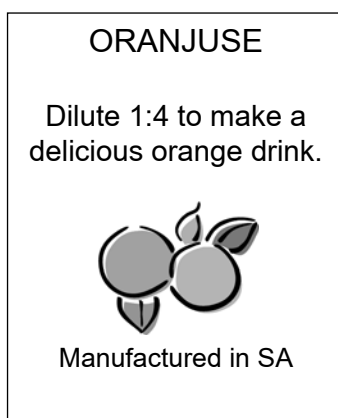 ORANJUSE
Dilute 1:4 to make a
delicious orange drink.
Manufactured in SA